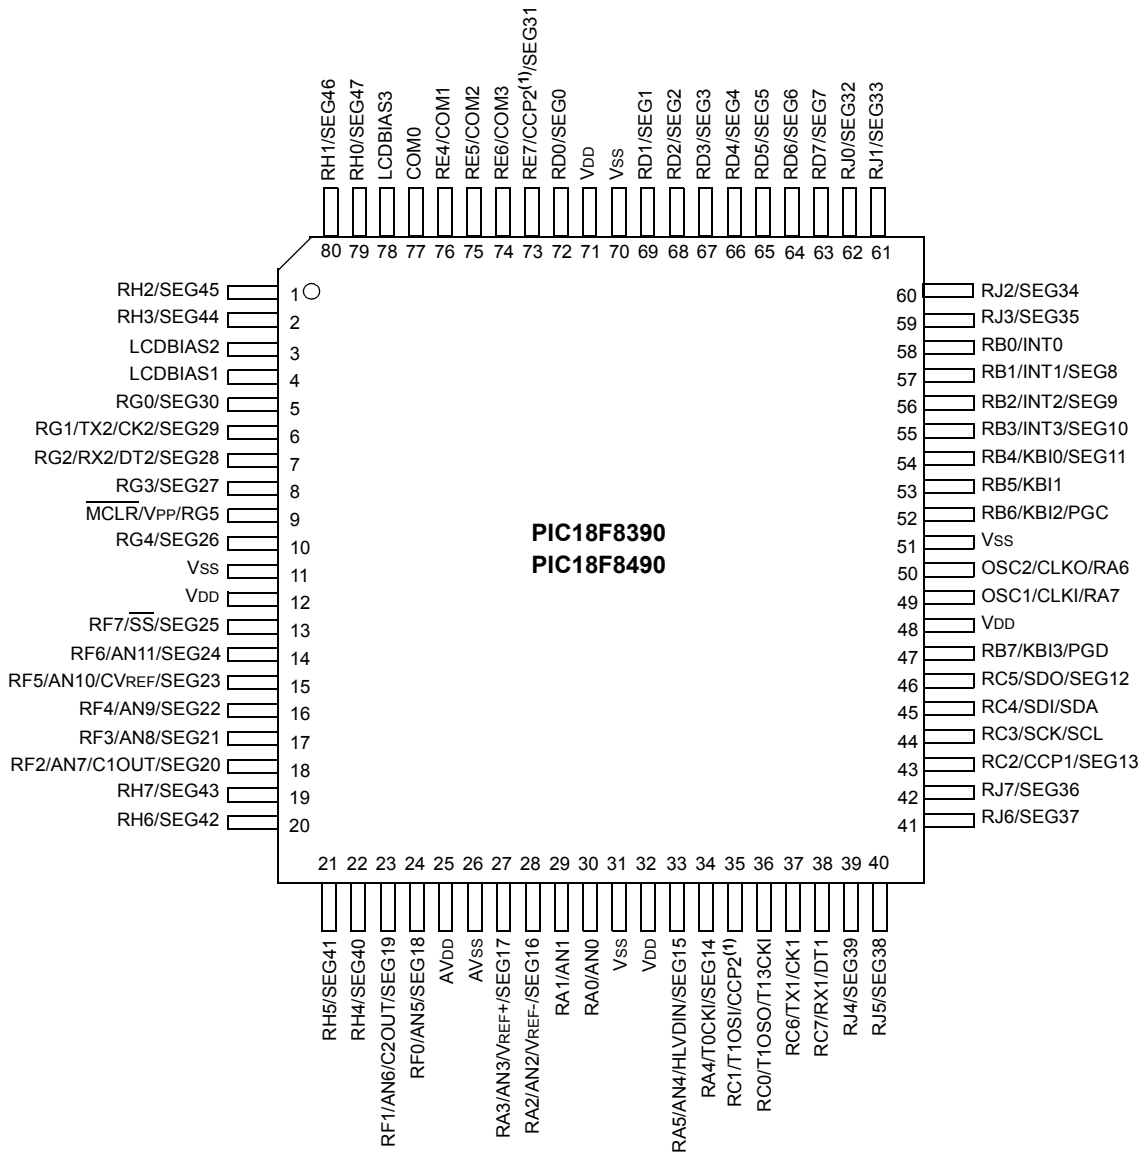 RH1/SEG46
RH0/SEG47
LCDBIAS3
COM0
RE4/COM1
RE5/COM2
RE6/COM3
RE7/CCP2(1)/SEG31
RD0/SEG0
VDD
VSS
RD1/SEG1
RD2/SEG2
RD3/SEG3
RD4/SEG4
RD5/SEG5
RD6/SEG6
RD7/SEG7
RJ0/SEG32
RJ1/SEG33
80 79 78 77 76 75 74 73 72 71 70 69 68 67 66 65 64 63 62 61
RH2/SEG45 1
RH3/SEG44 2
LCDBIAS2 3
LCDBIAS1 4
RG0/SEG30 5
RG1/TX2/CK2/SEG29 6
RG2/RX2/DT2/SEG28 7
RG3/SEG27 8
MCLR/VPP/RG5 9
RG4/SEG26 10
VSS 11
VDD 12
RF7/SS/SEG25 13
RF6/AN11/SEG24 14
RF5/AN10/CVREF/SEG23 15
RF4/AN9/SEG22 16
RF3/AN8/SEG21 17
RF2/AN7/C1OUT/SEG20 18
RH7/SEG43 19
RH6/SEG42 20
PIC18F8390
PIC18F8490
60 RJ2/SEG34
59 RJ3/SEG35
58 RB0/INT0
57 RB1/INT1/SEG8
56 RB2/INT2/SEG9
55 RB3/INT3/SEG10
54 RB4/KBI0/SEG11
53 RB5/KBI1
52 RB6/KBI2/PGC
51 VSS
50 OSC2/CLKO/RA6
49 OSC1/CLKI/RA7
48 VDD
47 RB7/KBI3/PGD
46 RC5/SDO/SEG12
45 RC4/SDI/SDA
44 RC3/SCK/SCL
43 RC2/CCP1/SEG13
42 RJ7/SEG36
41 RJ6/SEG37
21 22 23 24 25 26 27 28 29 30 31 32 33 34 35 36 37 38 39 40
RH5/SEG41
RH4/SEG40
RF1/AN6/C2OUT/SEG19
RF0/AN5/SEG18
AVDD
AVSS
RA3/AN3/VREF+/SEG17
RA2/AN2/VREF-/SEG16
RA1/AN1
RA0/AN0
VSS
VDD
RA5/AN4/HLVDIN/SEG15
RA4/T0CKI/SEG14
RC1/T1OSI/CCP2(1)
RC0/T1OSO/T13CKI
RC6/TX1/CK1
RC7/RX1/DT1
RJ4/SEG39
RJ5/SEG38